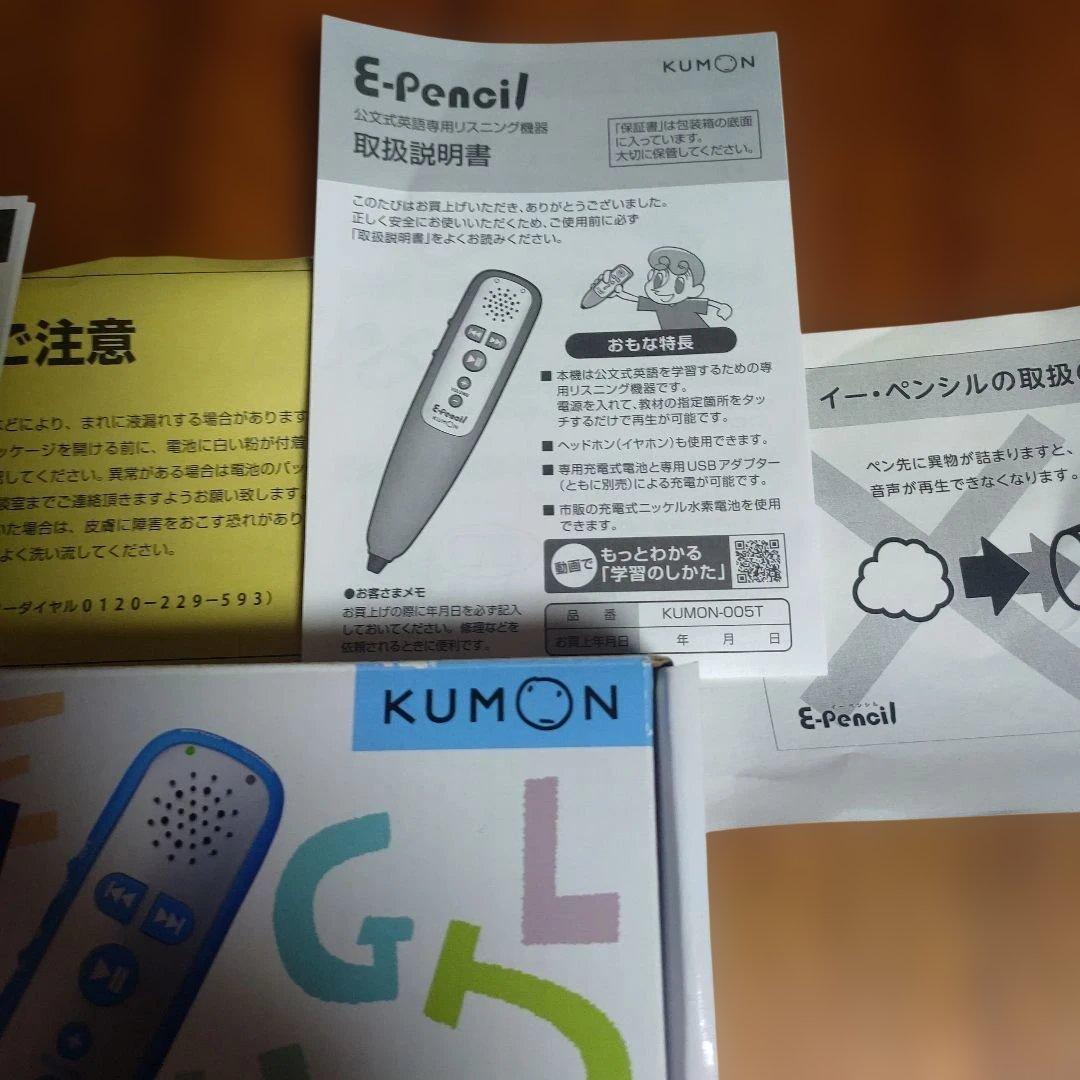 E-Pencil
KUMON
公文式英語専用リスニング機器
取扱説明書
「保証書」は包装箱の底面
に入っています。
大切に保管してください。
このたびはお買上げいただき、ありがとうございました。
正しく安全にお使いいただくため、ご使用前に必ず
「取扱説明書」をよくお読みください。
おもな特長
■本機は公文式英語を学習するための専
用リスニング機器です。
電源を入れて、教材の指定箇所をタッ
チするだけで再生が可能です。
■ヘッドホン(イヤホン)も使用できます。
■専用充電式電池と専用USBアダプター
(ともに別売)による充電が可能です。
■市販の充電式ニッケル水素電池を使用
できます。
動画で
もっとわかる
「学習のしかた」
品番 KUMON-005T
お買上年月日 年 月 日
●お客さまメモ
お買上げの際に年月日を必ず記入
しておいてください。修理などを
依頼されるときに便利です。
VOLUME
E-Pencil
KUMON
ご注意
などにより、まれに液漏れする場合があります
ッケージを開ける前に、電池に白い粉が付着
してください。異常がある場合は電池のパッ
談室までご連絡頂きますようお願い致します。
いた場合は、皮膚に障害をおこす恐れがあり
よく洗い流してください。
ーダイヤル0120-229-593)
イー・ペンシルの取扱の
ペン先に異物が詰まりますと、
音声が再生できなくなります。
イーペンシル
E-Pencil
KUMON
G
L